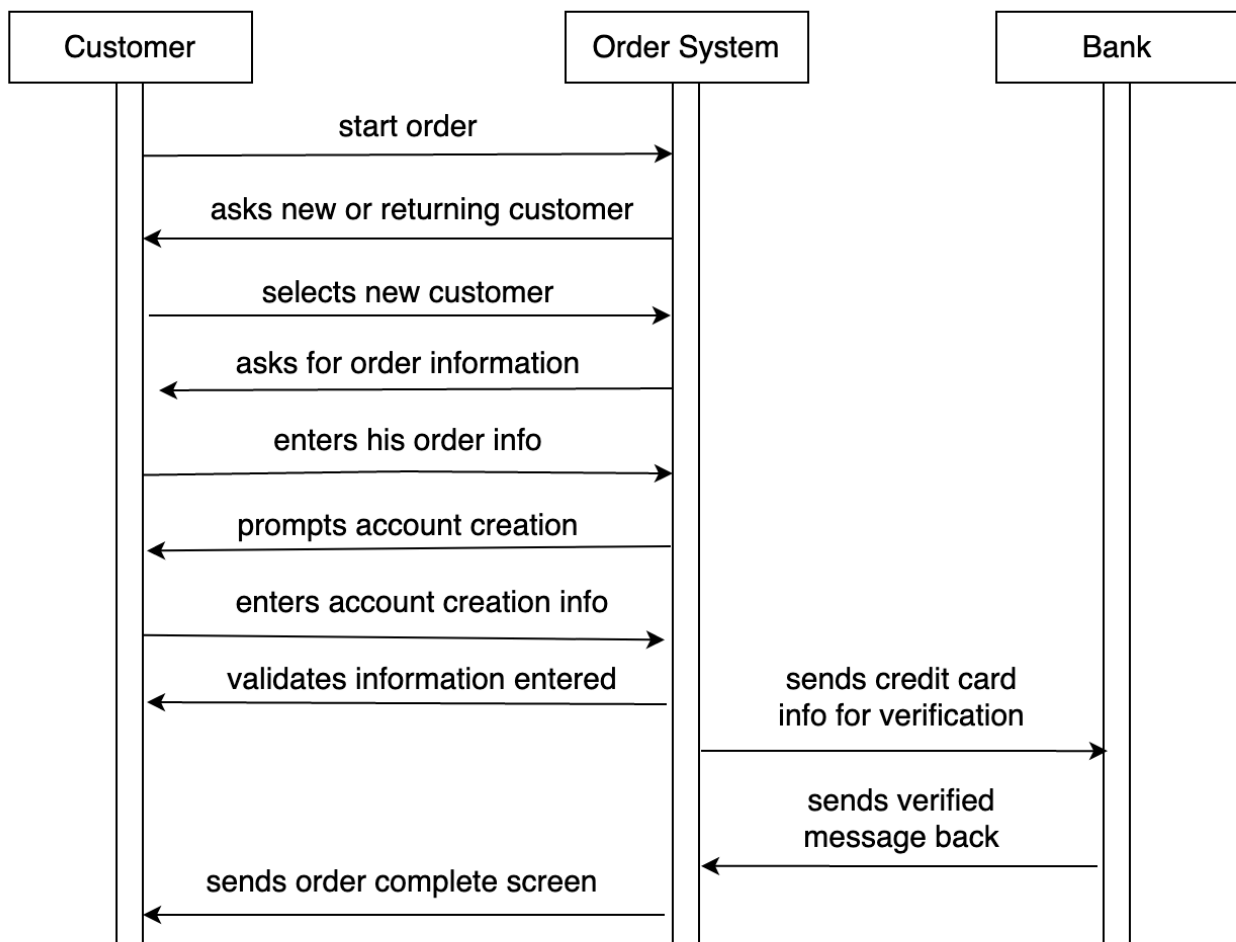 Customer
Order System
Bank
start order
asks new or returning customer
selects new customer
asks for order information
enters his order info
prompts account creation
enters account creation info
validates information entered
sends credit card
info for verification
sends verified
message back
sends order complete screen